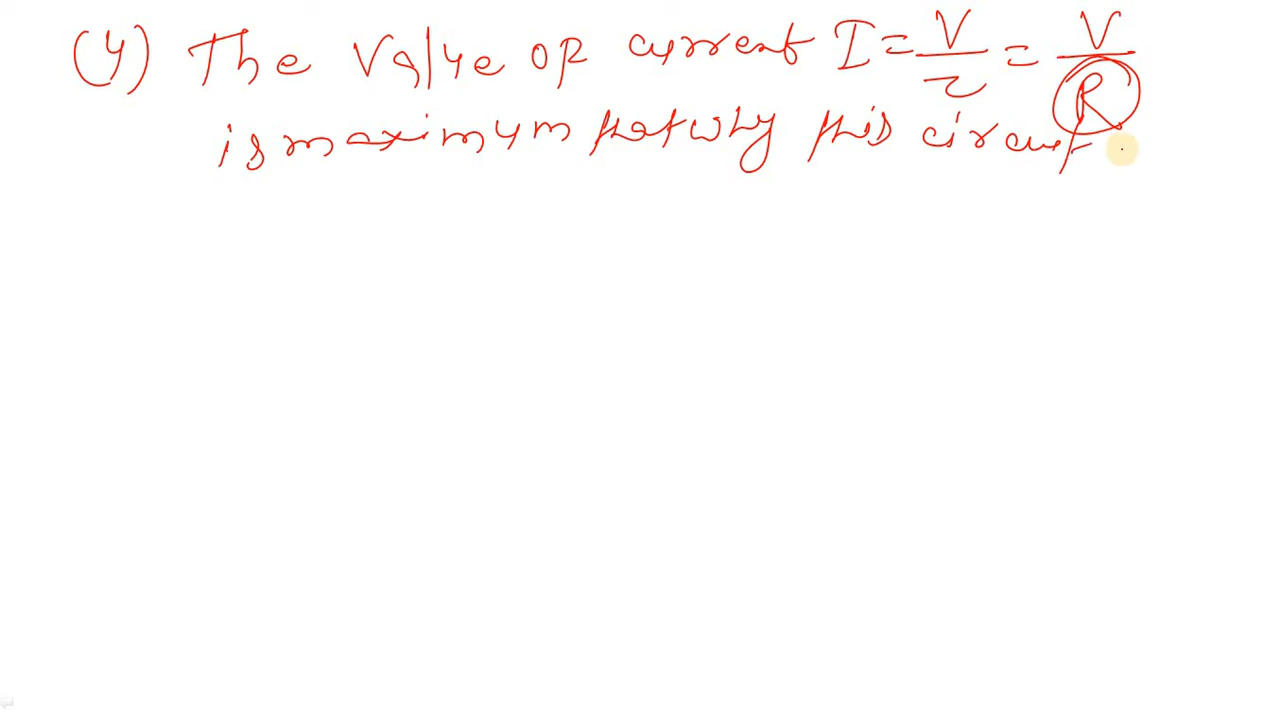 (4) The Value of current I = V/Z = V/R
is maximum that why this circuit